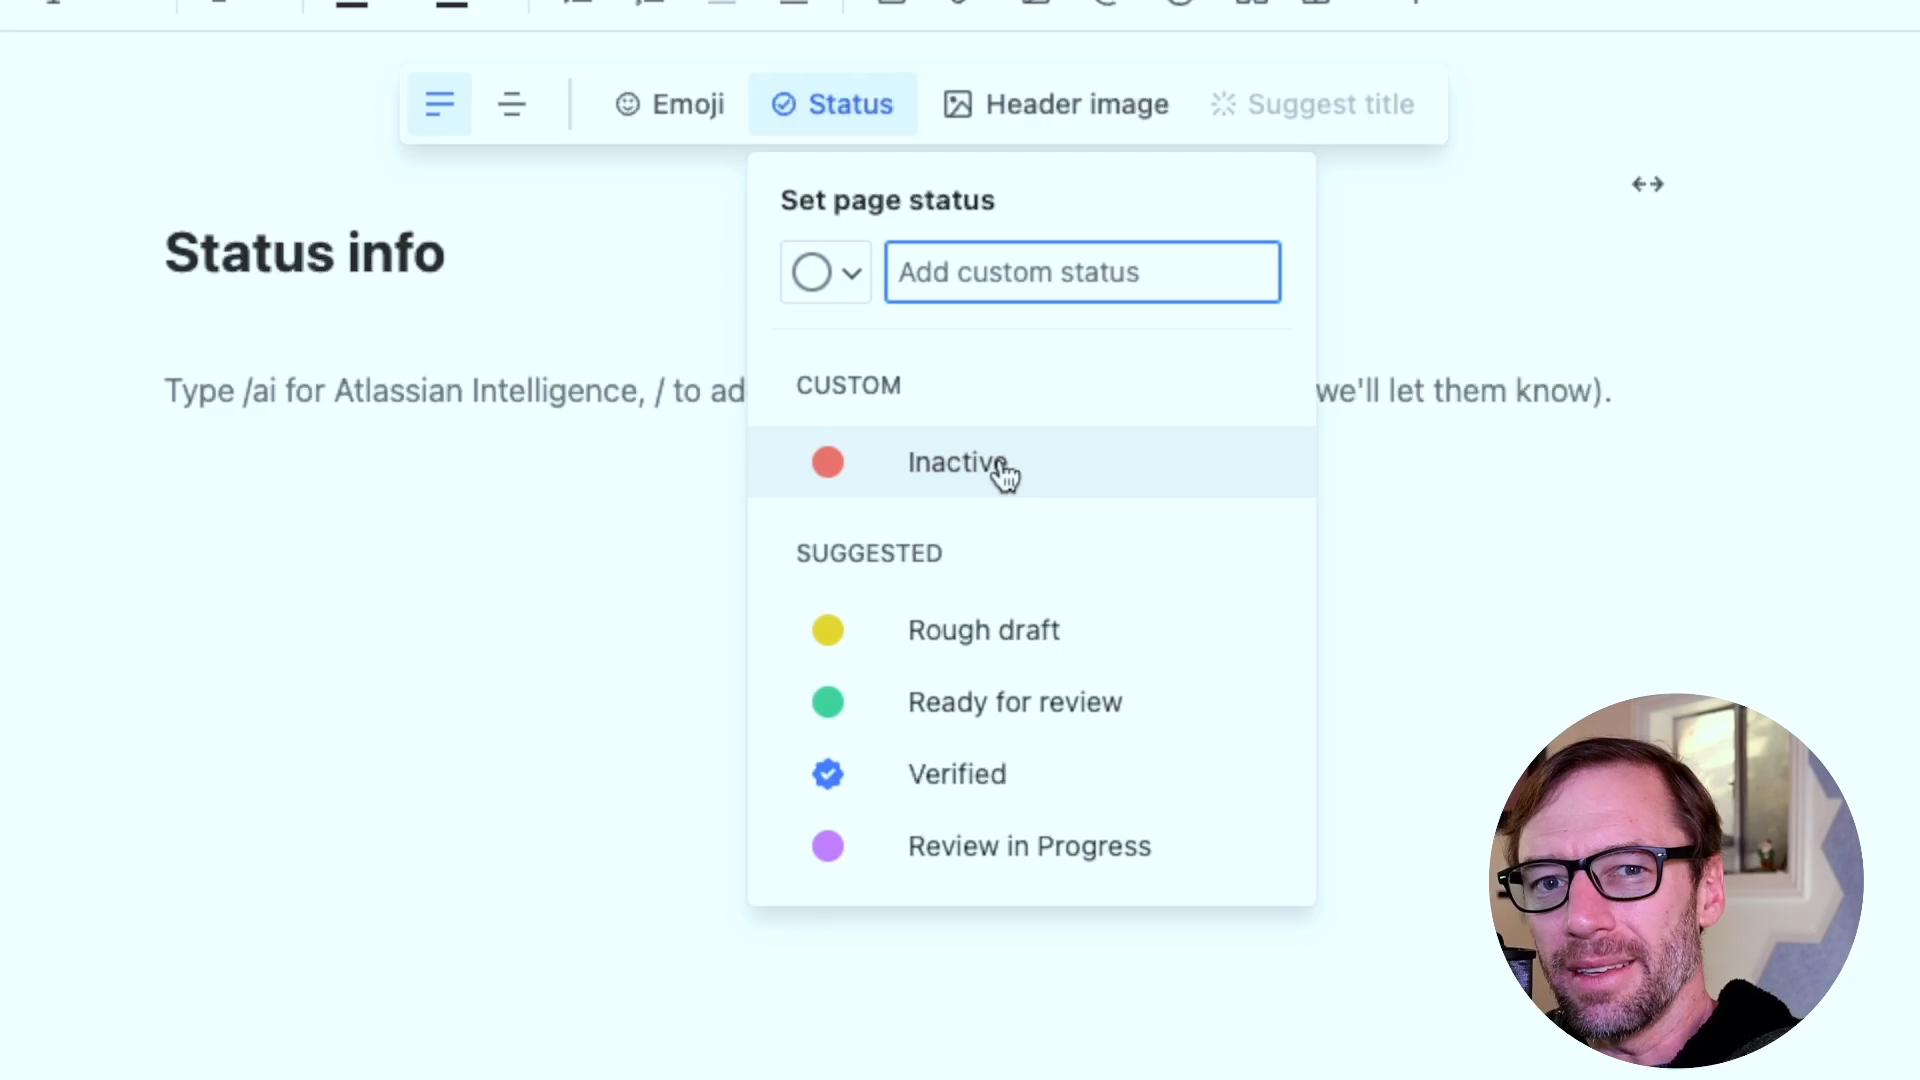 Emoji Status Header image Suggest title
Set page status
Status info
Add custom status
Type /ai for Atlassian Intelligence, / to ad we'll let them know).
CUSTOM
Inactive
SUGGESTED
Rough draft
Ready for review
Verified
Review in Progress